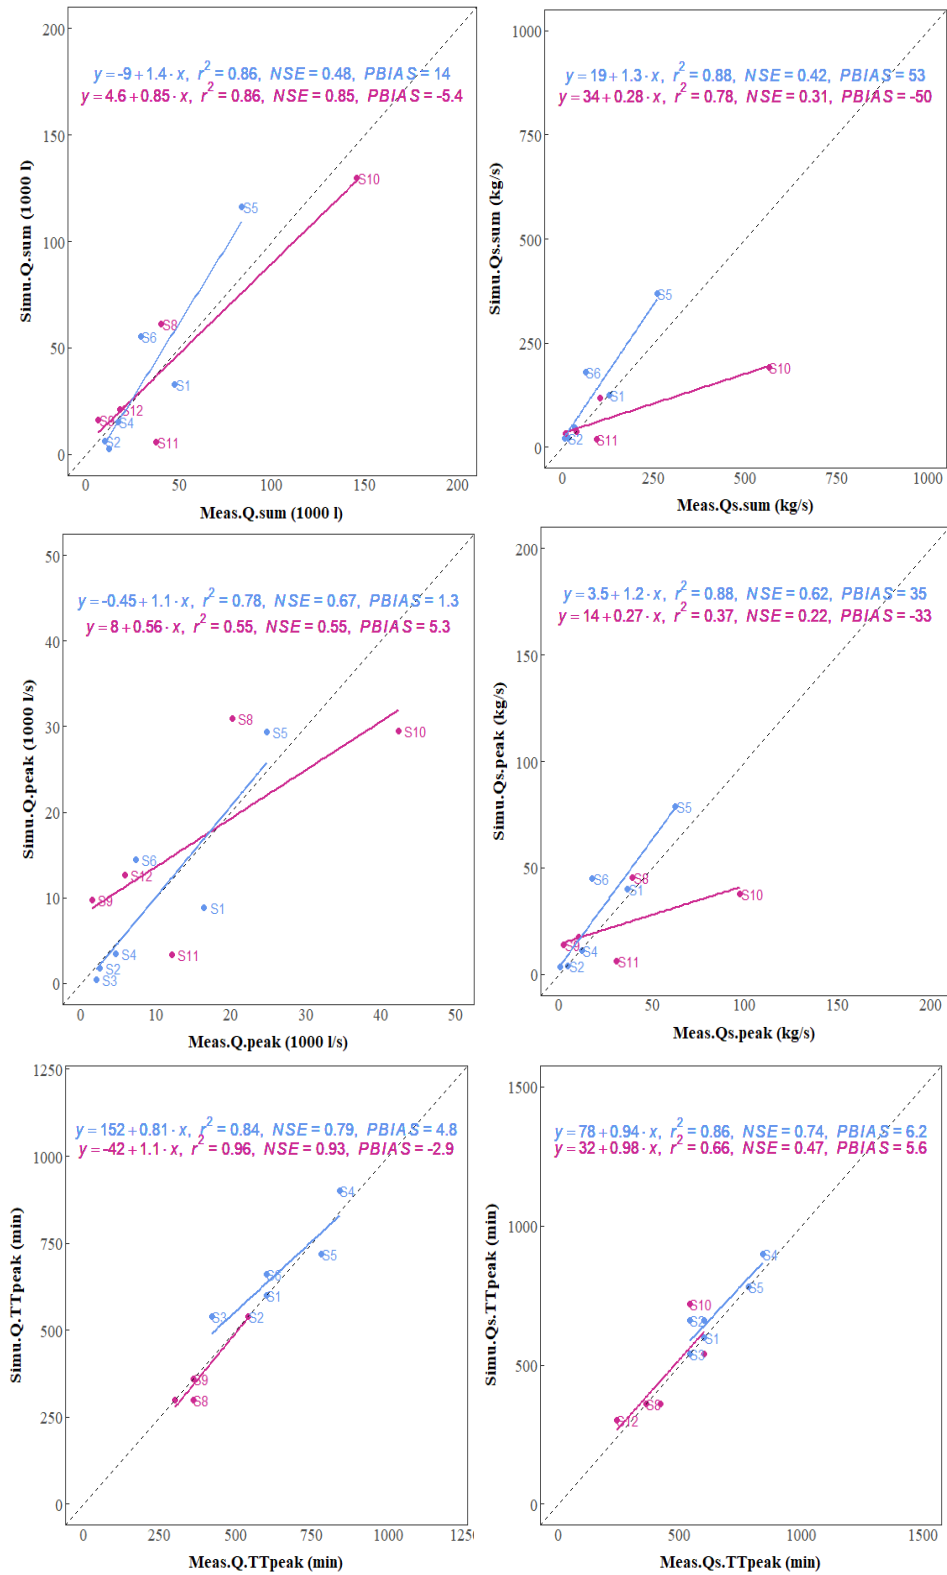 200
y = -9 + 1.4 · x, r2 = 0.86, NSE = 0.48, PBIAS = 14
y = 4.6 + 0.85 · x, r2 = 0.86, NSE = 0.85, PBIAS = -5.4
150
S10
S5
100
S8
S6
50
S1
S12
S9
S4
S2
S11
0
0 50 100 150 200
Simu.Q.sum (1000 l)
Meas.Q.sum (1000 l)
1000
y = 19 + 1.3 · x, r2 = 0.88, NSE = 0.42, PBIAS = 53
y = 34 + 0.28 · x, r2 = 0.78, NSE = 0.31, PBIAS = -50
750
500
S5
250
S10
S6
S1
S2
S11
0
0 250 500 750 1000
Simu.Qs.sum (kg/s)
Meas.Qs.sum (kg/s)
50
y = -0.45 + 1.1 · x, r2 = 0.78, NSE = 0.67, PBIAS = 1.3
y = 8 + 0.56 · x, r2 = 0.55, NSE = 0.55, PBIAS = 5.3
40
S8
30
S5
S10
20
S6
S12
10
S9
S1
S4
S11
S2
S3
0
0 10 20 30 40 50
Simu.Q.peak (1000 l/s)
Meas.Q.peak (1000 l/s)
200
y = 3.5 + 1.2 · x, r2 = 0.88, NSE = 0.62, PBIAS = 35
y = 14 + 0.27 · x, r2 = 0.37, NSE = 0.22, PBIAS = -33
150
100
S5
50
S6
S8
S1
S10
S9
S4
S2
S11
0
0 50 100 150 200
Simu.Qs.peak (kg/s)
Meas.Qs.peak (kg/s)
1250
y = 152 + 0.81 · x, r2 = 0.84, NSE = 0.79, PBIAS = 4.8
y = -42 + 1.1 · x, r2 = 0.96, NSE = 0.93, PBIAS = -2.9
1000
S4
750
S5
S6
S1
S3
S2
500
S9
S8
250
0
0 250 500 750 1000 125
Simu.Q.TTpeak (min)
Meas.Q.TTpeak (min)
1500
y = 78 + 0.94 · x, r2 = 0.86, NSE = 0.74, PBIAS = 6.2
y = 32 + 0.98 · x, r2 = 0.66, NSE = 0.47, PBIAS = 5.6
1000
S4
S5
S10
S2
S1
S3
500
S8
S12
0
0 500 1000 1500
Simu.Qs.TTpeak (min)
Meas.Qs.TTpeak (min)